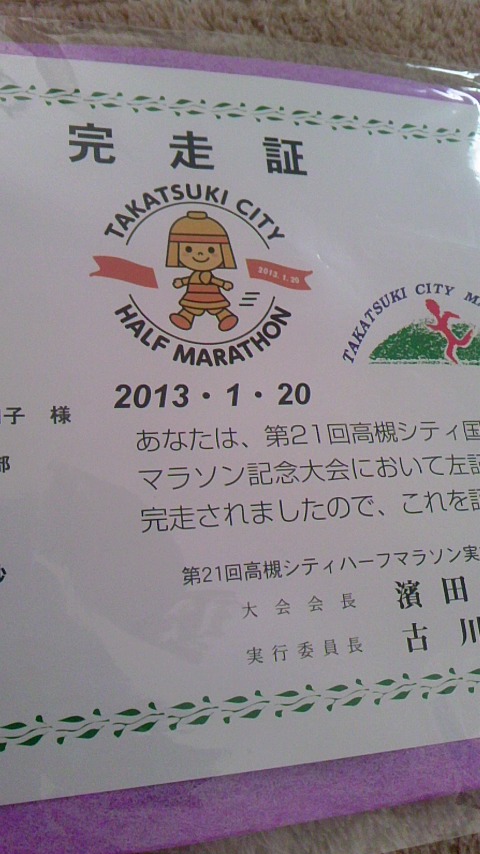 完走証
TAKATSUKI CITY
2013.1.20
HALF MARATHON
TAKATSUKI CITY M
子 様
部
2013・1・20
あなたは、第21回高槻シティ国
マラソン記念大会において左記
完走されましたので、これを証
第21回高槻シティハーフマラソン実
大会会長 濱田
実行委員長 古川